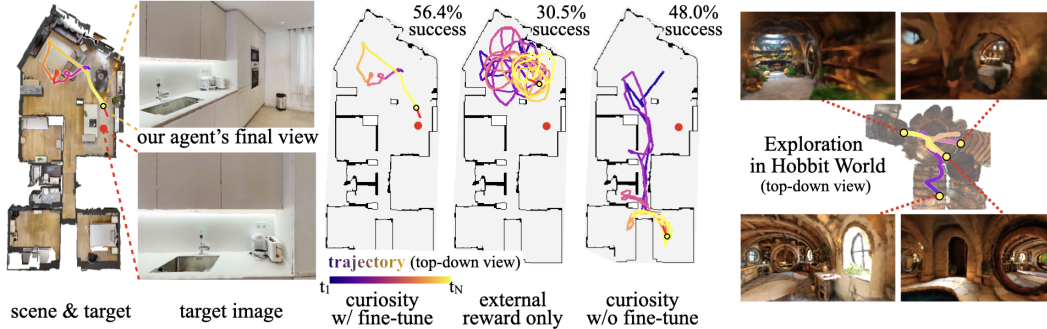 56.4%
success
30.5%
success
48.0%
success
our agent's final view
Exploration
in Hobbit World
(top-down view)
trajectory (top-down view)
t1
tN
scene & target
target image
curiosity
w/ fine-tune
external
reward only
curiosity
w/o fine-tune